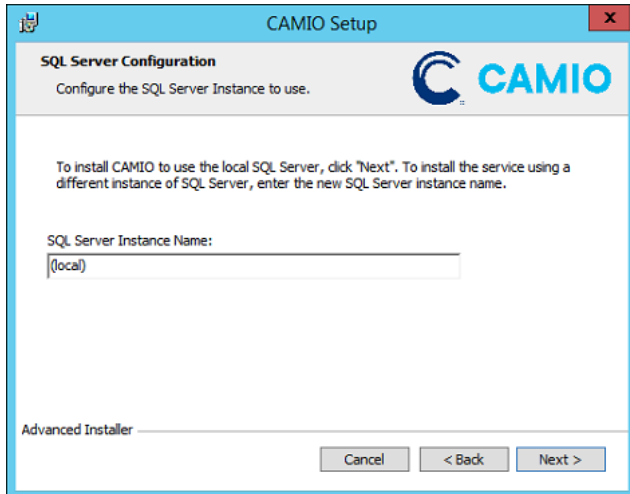 CAMIO Setup
x
SQL Server Configuration
Configure the SQL Server Instance to use.
C CAMIO
To install CAMIO to use the local SQL Server, click "Next". To install the service using a
different instance of SQL Server, enter the new SQL Server instance name.
SQL Server Instance Name:
(local)
Advanced Installer
Cancel
< Back
Next >